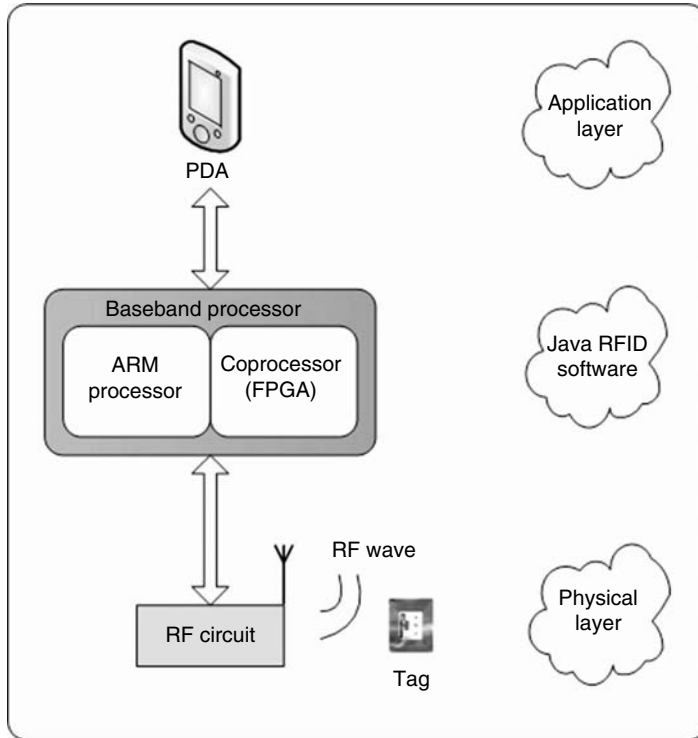 PDA
Application
layer
Baseband processor
ARM
processor
Coprocessor
(FPGA)
Java RFID
software
RF wave
RF circuit
Tag
Physical
layer